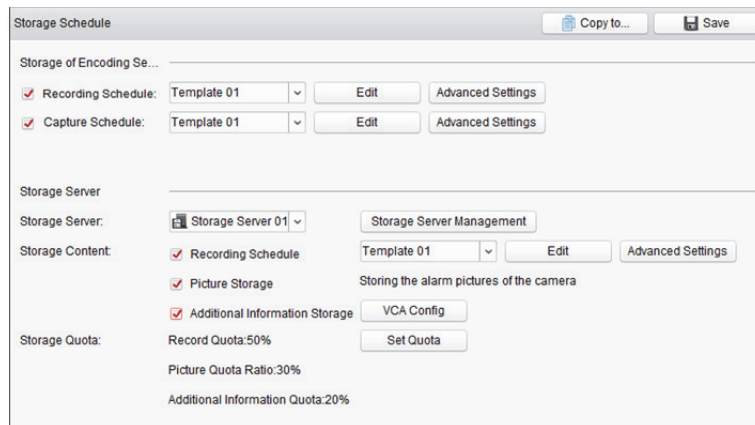 Storage Schedule Copy to... Save
Storage of Encoding Se...
Recording Schedule: Template 01 Edit Advanced Settings
Capture Schedule: Template 01 Edit Advanced Settings
Storage Server
Storage Server: Storage Server 01 Storage Server Management
Storage Content: Recording Schedule Template 01 Edit Advanced Settings
Picture Storage Storing the alarm pictures of the camera
Additional Information Storage VCA Config
Storage Quota: Record Quota:50% Set Quota
Picture Quota Ratio:30%
Additional Information Quota:20%